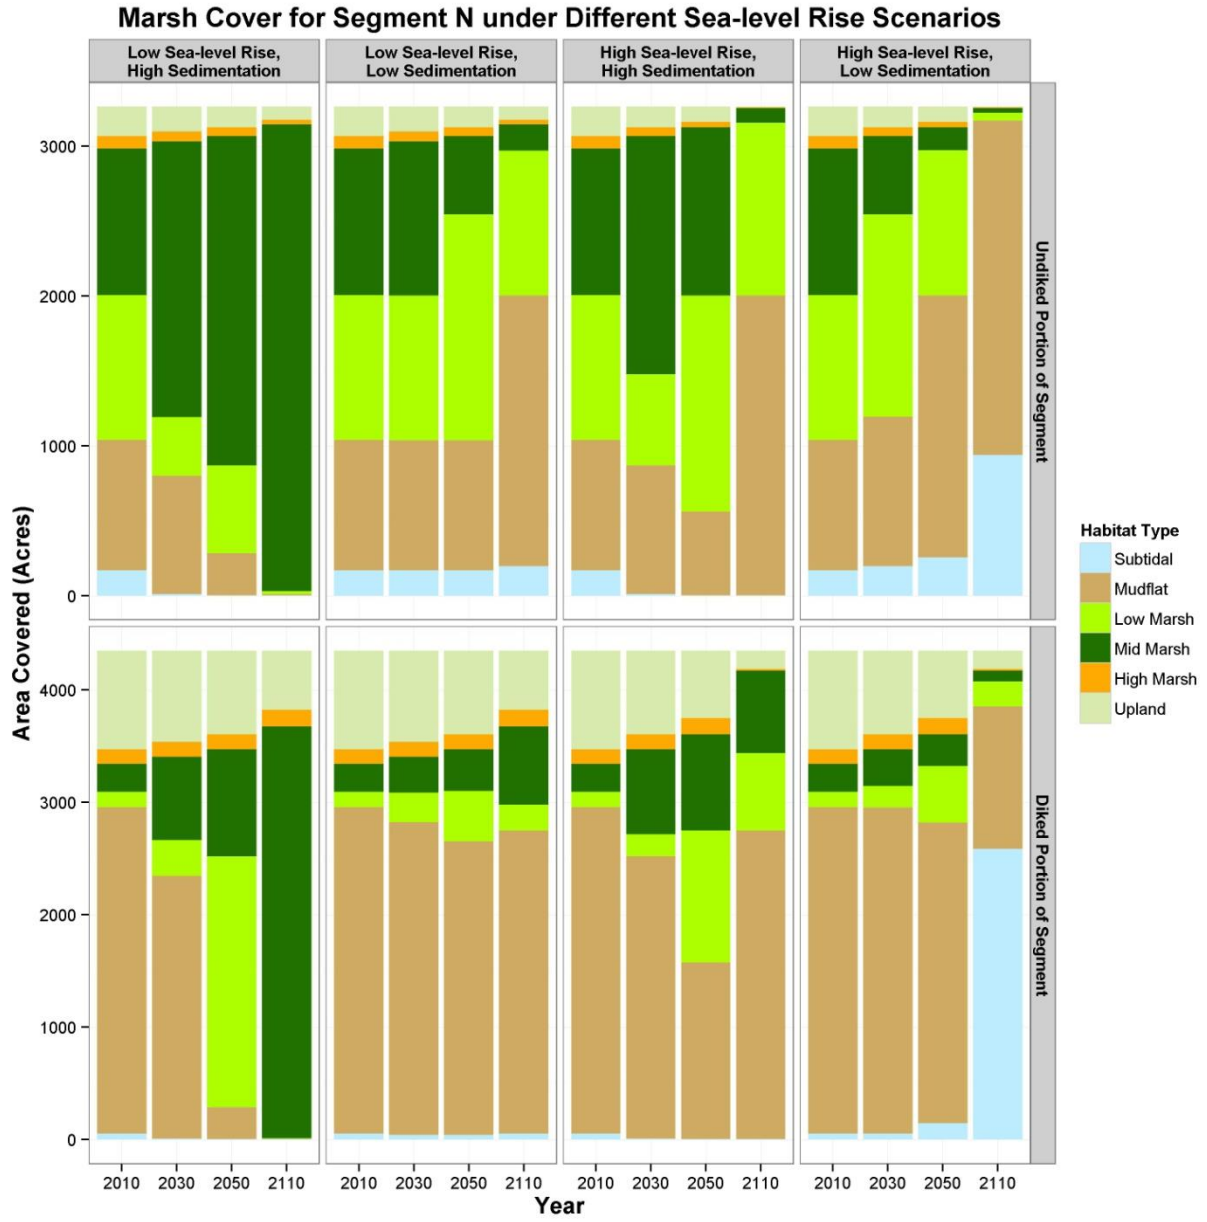 Marsh Cover for Segment N under Different Sea-level Rise Scenarios
Low Sea-level Rise,
High Sedimentation
Low Sea-level Rise,
Low Sedimentation
High Sea-level Rise,
High Sedimentation
High Sea-level Rise,
Low Sedimentation
3000
2000
1000
0
Undiked Portion of Segment
4000
3000
2000
1000
0
Diked Portion of Segment
Area Covered (Acres)
2010 2030 2050 2110
2010 2030 2050 2110
2010 2030 2050 2110
2010 2030 2050 2110
Year
Habitat Type
Subtidal
Mudflat
Low Marsh
Mid Marsh
High Marsh
Upland